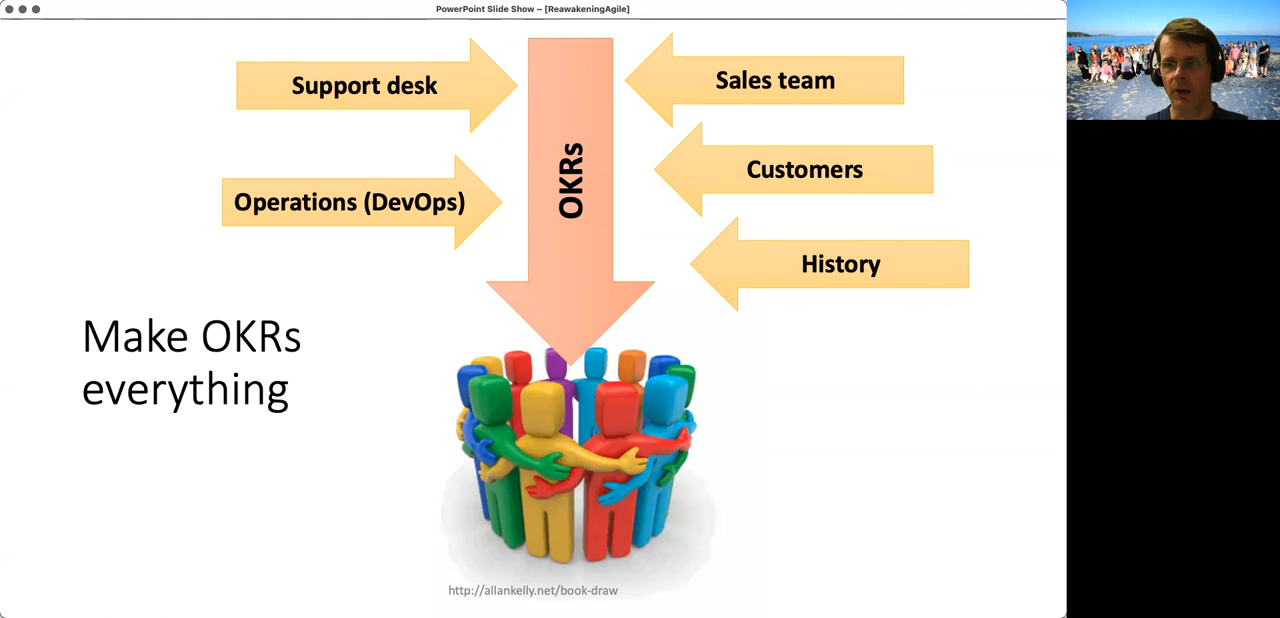 PowerPoint Slide Show – [ReawakeningAgile]
Support desk
Sales team
OKRs
Customers
Operations (DevOps)
History
Make OKRs
everything
http://allankelly.net/book-draw